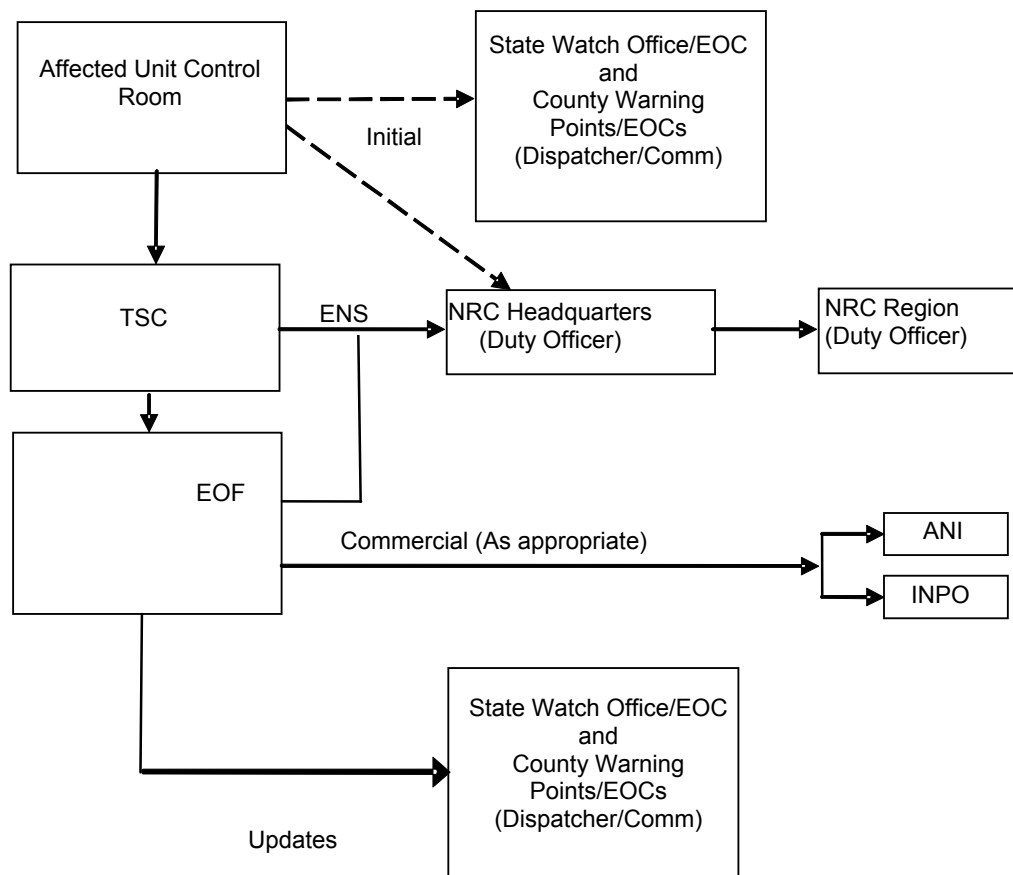 Affected Unit Control
Room
State Watch Office/EOC
and
County Warning
Points/EOCs
(Dispatcher/Comm)
Initial
TSC
ENS
NRC Headquarters
(Duty Officer)
NRC Region
(Duty Officer)
EOF
Commercial (As appropriate)
ANI
INPO
State Watch Office/EOC
and
County Warning
Points/EOCs
(Dispatcher/Comm)
Updates